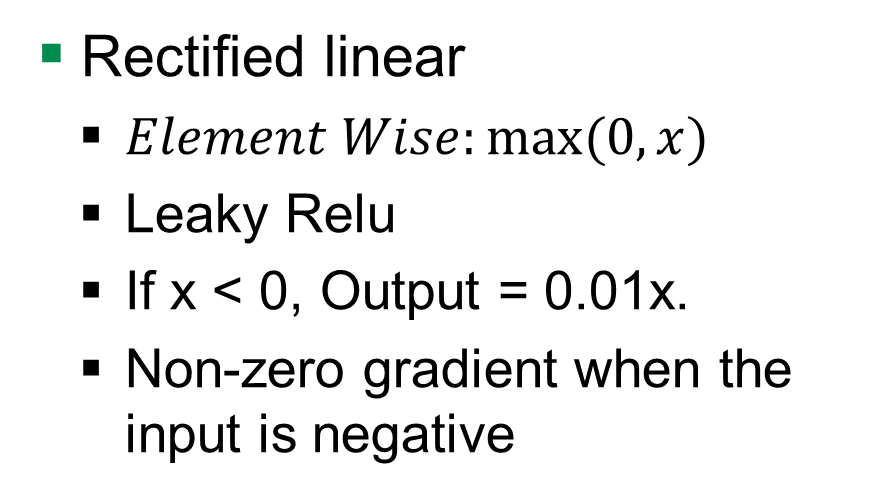 Rectified linear
Element Wise: max(0, x)
Leaky Relu
If x < 0, Output = 0.01x.
Non-zero gradient when the
input is negative